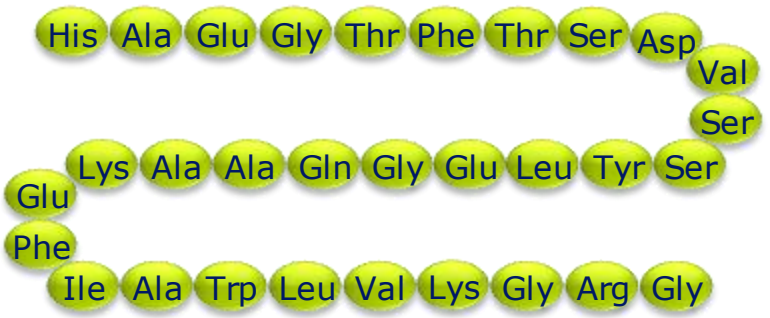 His Ala Glu Gly Thr Phe Thr Ser Asp
Val
Ser
Lys Ala Ala Gln Gly Glu Leu Tyr Ser
Glu
Phe
Ile Ala Trp Leu Val Lys Gly Arg Gly